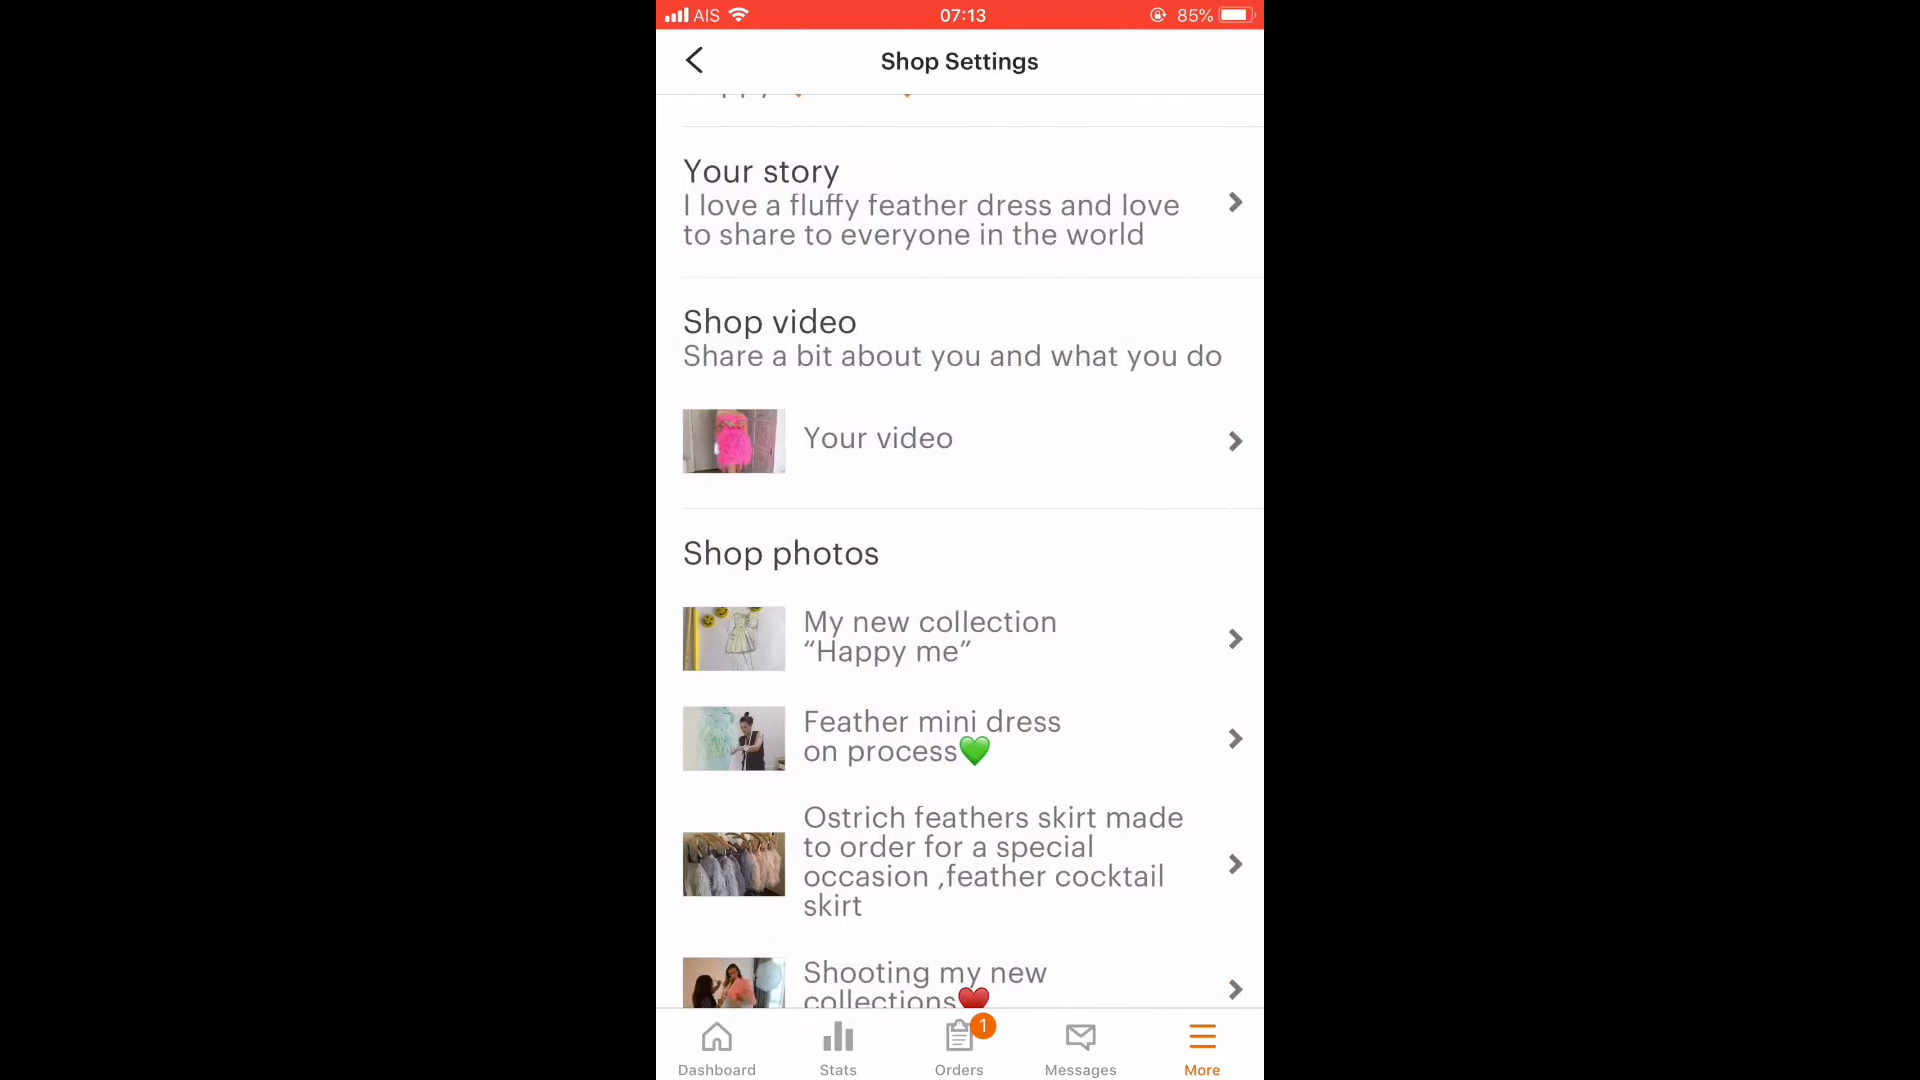 AIS 07:13 85%
Shop Settings
Your story
I love a fluffy feather dress and love
to share to everyone in the world
Shop video
Share a bit about you and what you do
Your video
Shop photos
My new collection
“Happy me”
Feather mini dress
on process💚
Ostrich feathers skirt made
to order for a special
occasion ,feather cocktail
skirt
Shooting my new
collections♥️
1
Dashboard Stats Orders Messages More